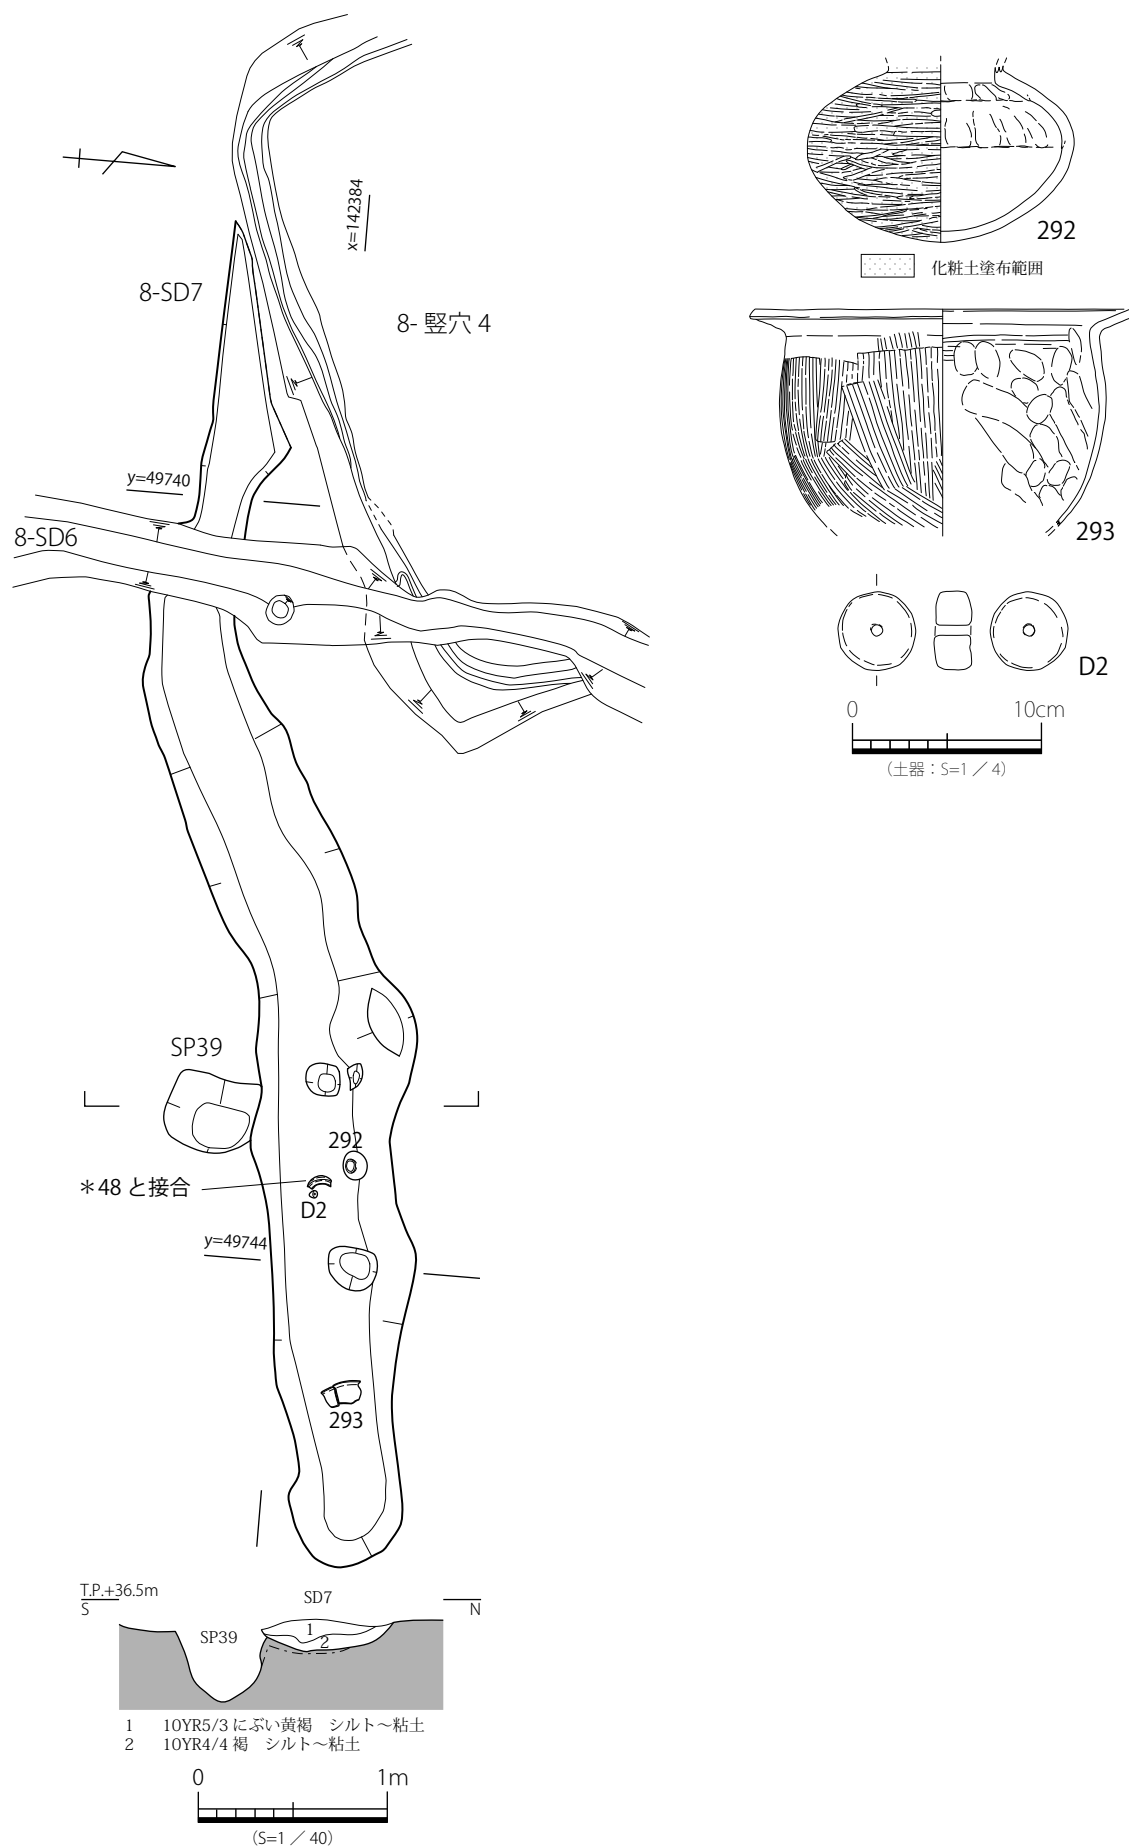 x=142384
8-SD7
8- 竪穴 4
y=49740
8-SD6
SP39
292
＊48 と接合
D2
y=49744
293
T.P.+36.5m
S
SD7
N
SP39
1
2
1 10YR5/3 にぶい黄褐　シルト～粘土
2 10YR4/4 褐　シルト～粘土
0 1m
（S=1 ／ 40）
292
化粧土塗布範囲
293
D2
0 10cm
（土器：S=1 ／ 4）